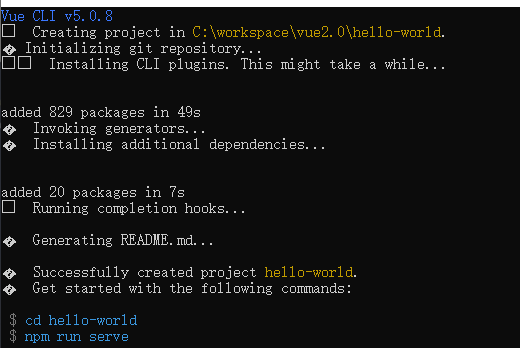 Vue CLI v5.0.8
□ Creating project in C:\workspace\vue2.0\hello-world.
� Initializing git repository...
□□ Installing CLI plugins. This might take a while...
added 829 packages in 49s
� Invoking generators...
� Installing additional dependencies...
added 20 packages in 7s
□ Running completion hooks...
� Generating README.md...
� Successfully created project hello-world.
� Get started with the following commands:
$ cd hello-world
$ npm run serve